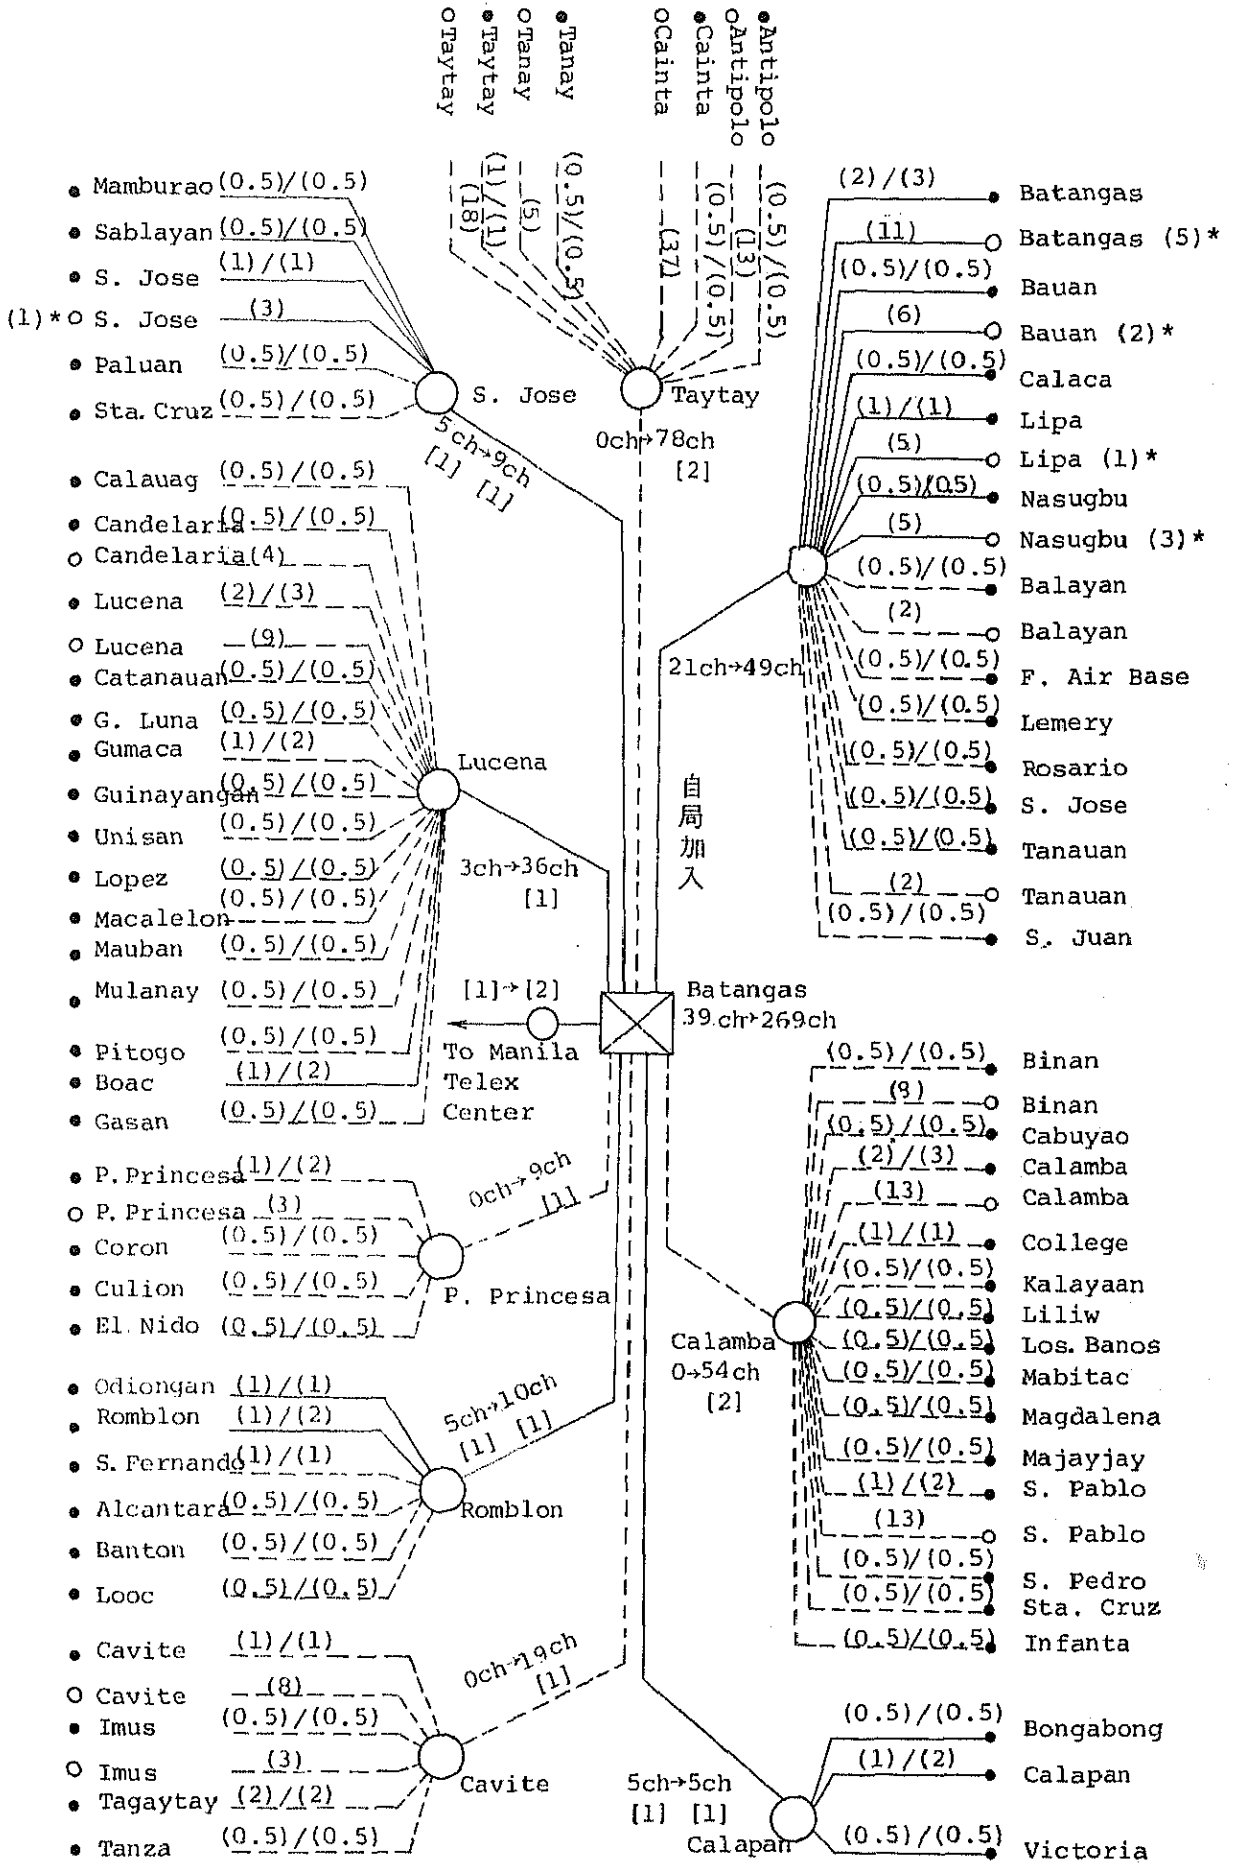 ○Taytay
●Taytay
○Tanay
●Tanay
○Cainta
●Cainta
○Antipolo
●Antipolo
(18)
(1)/(1)
(5)
(0.5)/(0.5)
(37)
(0.5)/(0.5)
(13)
(0.5)/(0.5)
● Mamburao (0.5)/(0.5)
● Sablayan (0.5)/(0.5)
● S. Jose (1)/(1)
(1)* ○ S. Jose (3)
● Paluan (0.5)/(0.5)
● Sta. Cruz (0.5)/(0.5)
S. Jose
5ch→9ch
[1] [1]
Taytay
0ch→78ch
[2]
(2)/(3) ● Batangas
(11) ○ Batangas (5)*
(0.5)/(0.5) ● Bauan
(6) ○ Bauan (2)*
(0.5)/(0.5) ● Calaca
(1)/(1) ● Lipa
(5) ○ Lipa (1)*
(0.5)/(0.5) ● Nasugbu
(5) ○ Nasugbu (3)*
(0.5)/(0.5) ● Balayan
(2) ○ Balayan
(0.5)/(0.5) ● F. Air Base
(0.5)/(0.5) ● Lemery
(0.5)/(0.5) ● Rosario
(0.5)/(0.5) ● S. Jose
(0.5)/(0.5) ● Tanauan
(2) ○ Tanauan
(0.5)/(0.5) ● S. Juan
21ch→49ch
自局加入
● Calauag (0.5)/(0.5)
● Candelaria (0.5)/(0.5)
○ Candelaria (4)
● Lucena (2)/(3)
○ Lucena (9)
● Catanauan (0.5)/(0.5)
● G. Luna (0.5)/(0.5)
● Gumaca (1)/(2)
● Guinayangan (0.5)/(0.5)
● Unisan (0.5)/(0.5)
● Lopez (0.5)/(0.5)
● Macalelon (0.5)/(0.5)
● Mauban (0.5)/(0.5)
● Mulanay (0.5)/(0.5)
● Pitogo (0.5)/(0.5)
● Boac (1)/(2)
● Gasan (0.5)/(0.5)
Lucena
3ch→36ch
[1]
[1]→[2]
To Manila
Telex
Center
Batangas
39ch→269ch
● P. Princesa (1)/(2)
○ P. Princesa (3)
● Coron (0.5)/(0.5)
● Culion (0.5)/(0.5)
● El Nido (0.5)/(0.5)
0ch→9ch
[1]
P. Princesa
● Odiongan (1)/(1)
● Romblon (1)/(2)
● S. Fernando (1)/(1)
● Alcantara (0.5)/(0.5)
● Banton (0.5)/(0.5)
● Looc (0.5)/(0.5)
5ch→10ch
[1] [1]
Romblon
● Cavite (1)/(1)
○ Cavite (8)
● Imus (0.5)/(0.5)
○ Imus (3)
● Tagaytay (2)/(2)
● Tanza (0.5)/(0.5)
0ch→19ch
[1]
Cavite
(0.5)/(0.5) ● Binan
(8) ○ Binan
(0.5)/(0.5) ● Cabuyao
(2)/(3) ● Calamba
(13) ○ Calamba
(1)/(1) ● College
(0.5)/(0.5) ● Kalayaan
(0.5)/(0.5) ● Liliw
(0.5)/(0.5) ● Los. Banos
(0.5)/(0.5) ● Mabitac
(0.5)/(0.5) ● Magdalena
(0.5)/(0.5) ● Majayjay
(1)/(2) ● S. Pablo
(13) ○ S. Pablo
(0.5)/(0.5) ● S. Pedro
(0.5)/(0.5) ● Sta. Cruz
(0.5)/(0.5) ● Infanta
Calamba
0→54ch
[2]
(0.5)/(0.5) ● Bongabong
(1)/(2) ● Calapan
(0.5)/(0.5) ● Victoria
5ch→5ch
[1] [1]
Calapan